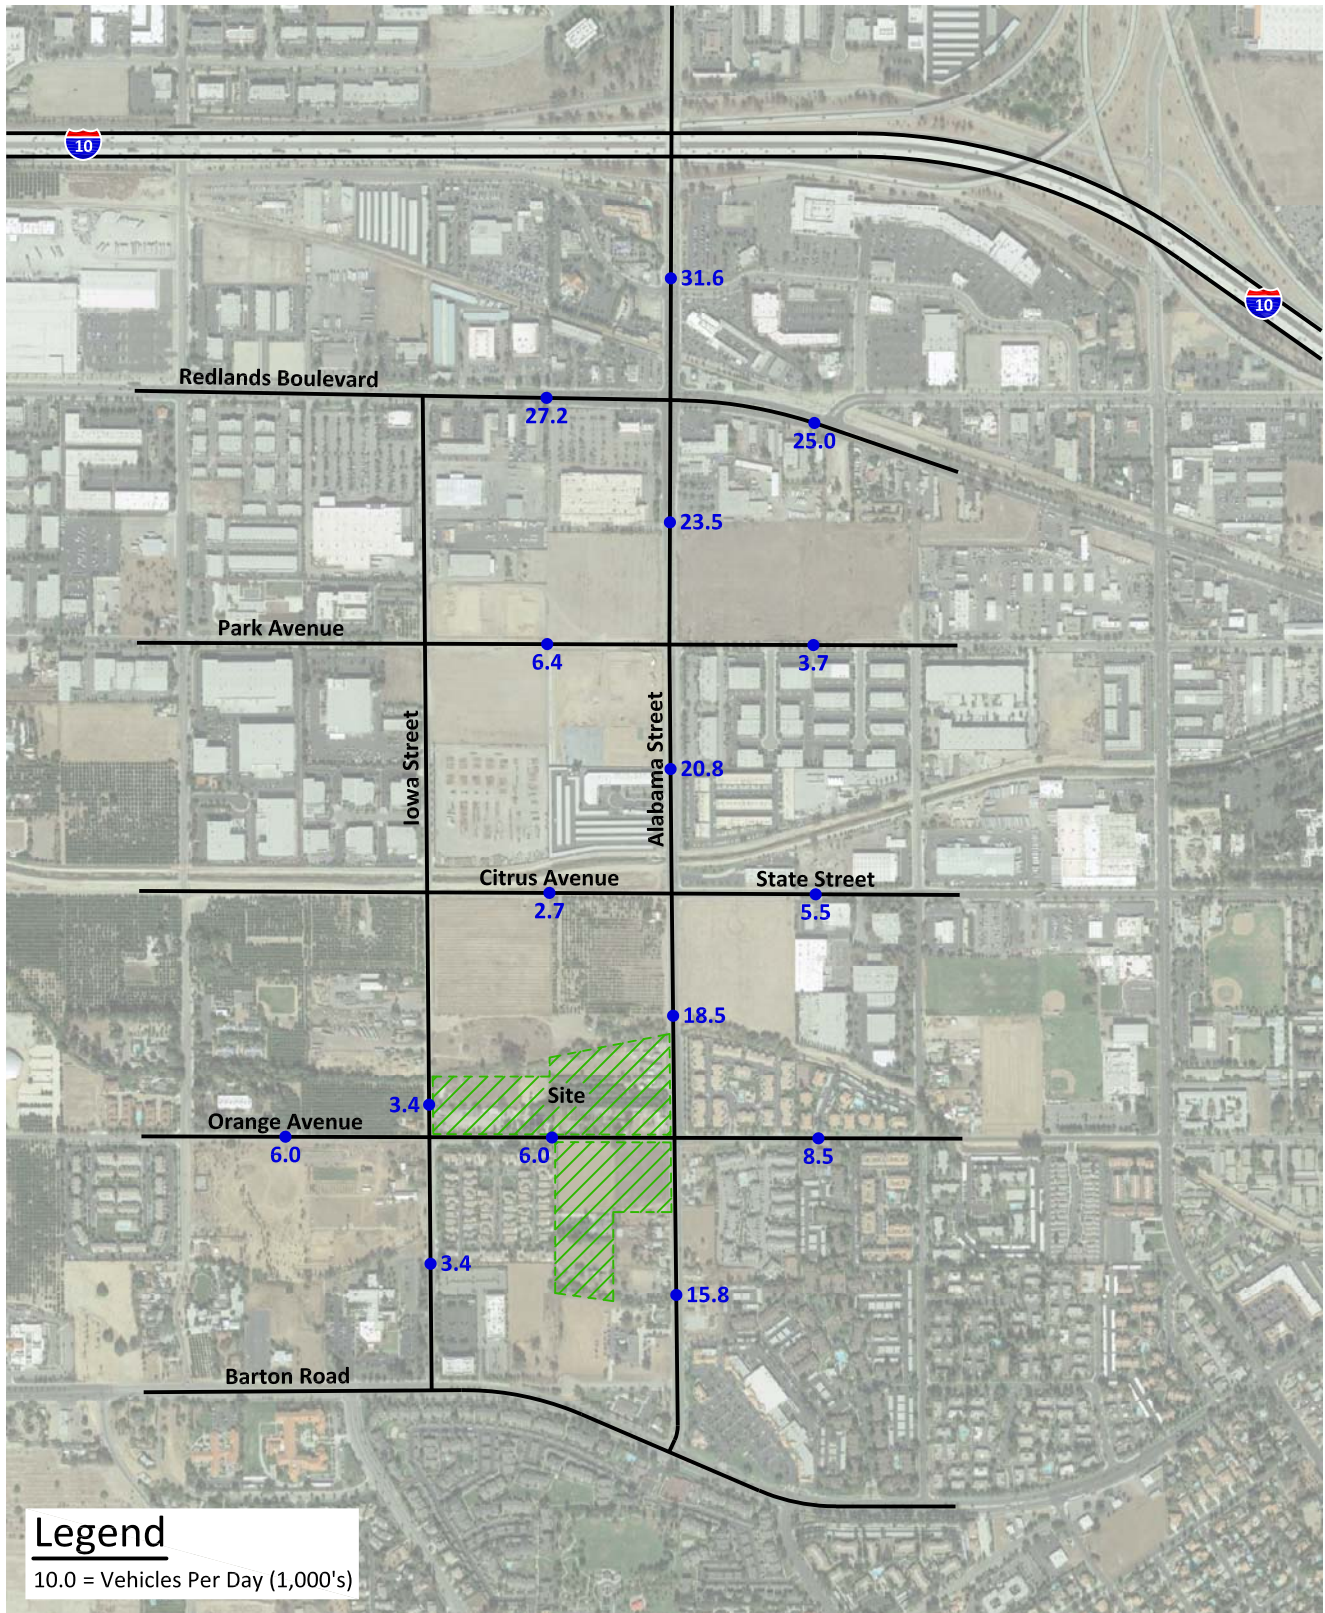 10
31.6
10
Redlands Boulevard
27.2
25.0
23.5
Park Avenue
6.4
3.7
Iowa Street
Alabama Street
20.8
Citrus Avenue
State Street
2.7
5.5
18.5
Site
3.4
Orange Avenue
6.0
6.0
8.5
3.4
15.8
Barton Road
Legend
10.0 = Vehicles Per Day (1,000's)